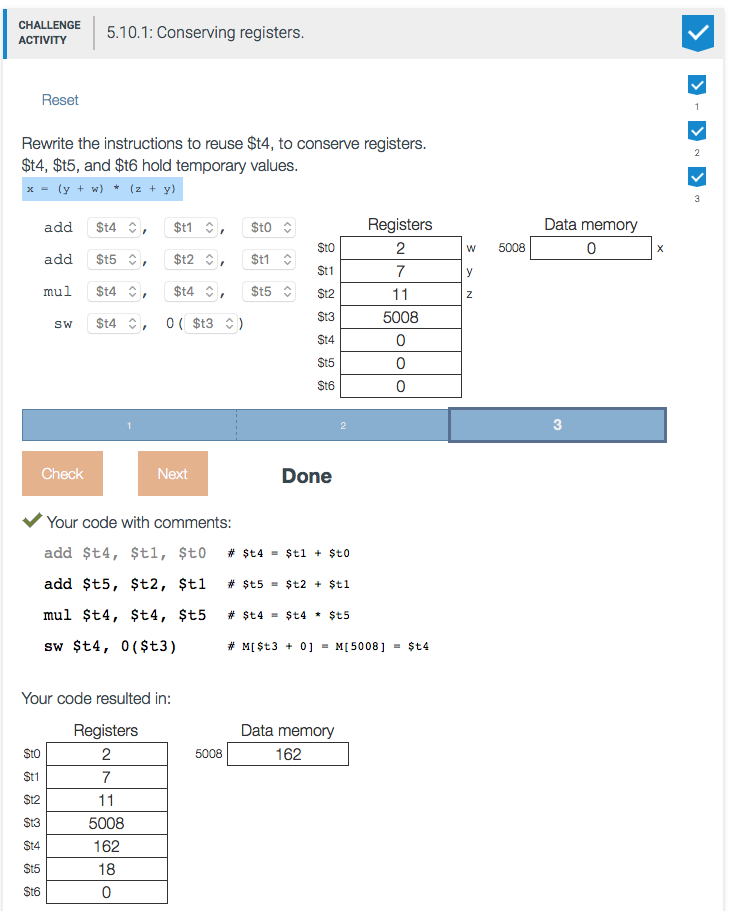 CHALLENGE
ACTIVITY
5.10.1: Conserving registers.
Reset
1
2
3
Rewrite the instructions to reuse $t4, to conserve registers.
$t4, $t5, and $t6 hold temporary values.
x = (y + w) * (z + y)
add $t4 , $t1 , $t0
add $t5 , $t2 , $t1
mul $t4 , $t4 , $t5
sw $t4 , 0 ( $t3 )
Registers
$t0 2 w
$t1 7 y
$t2 11 z
$t3 5008
$t4 0
$t5 0
$t6 0
Data memory
5008 0 x
1 2 3
Check Next Done
Your code with comments:
add $t4, $t1, $t0 # $t4 = $t1 + $t0
add $t5, $t2, $t1 # $t5 = $t2 + $t1
mul $t4, $t4, $t5 # $t4 = $t4 * $t5
sw $t4, 0($t3) # M[$t3 + 0] = M[5008] = $t4
Your code resulted in:
Registers
$t0 2
$t1 7
$t2 11
$t3 5008
$t4 162
$t5 18
$t6 0
Data memory
5008 162